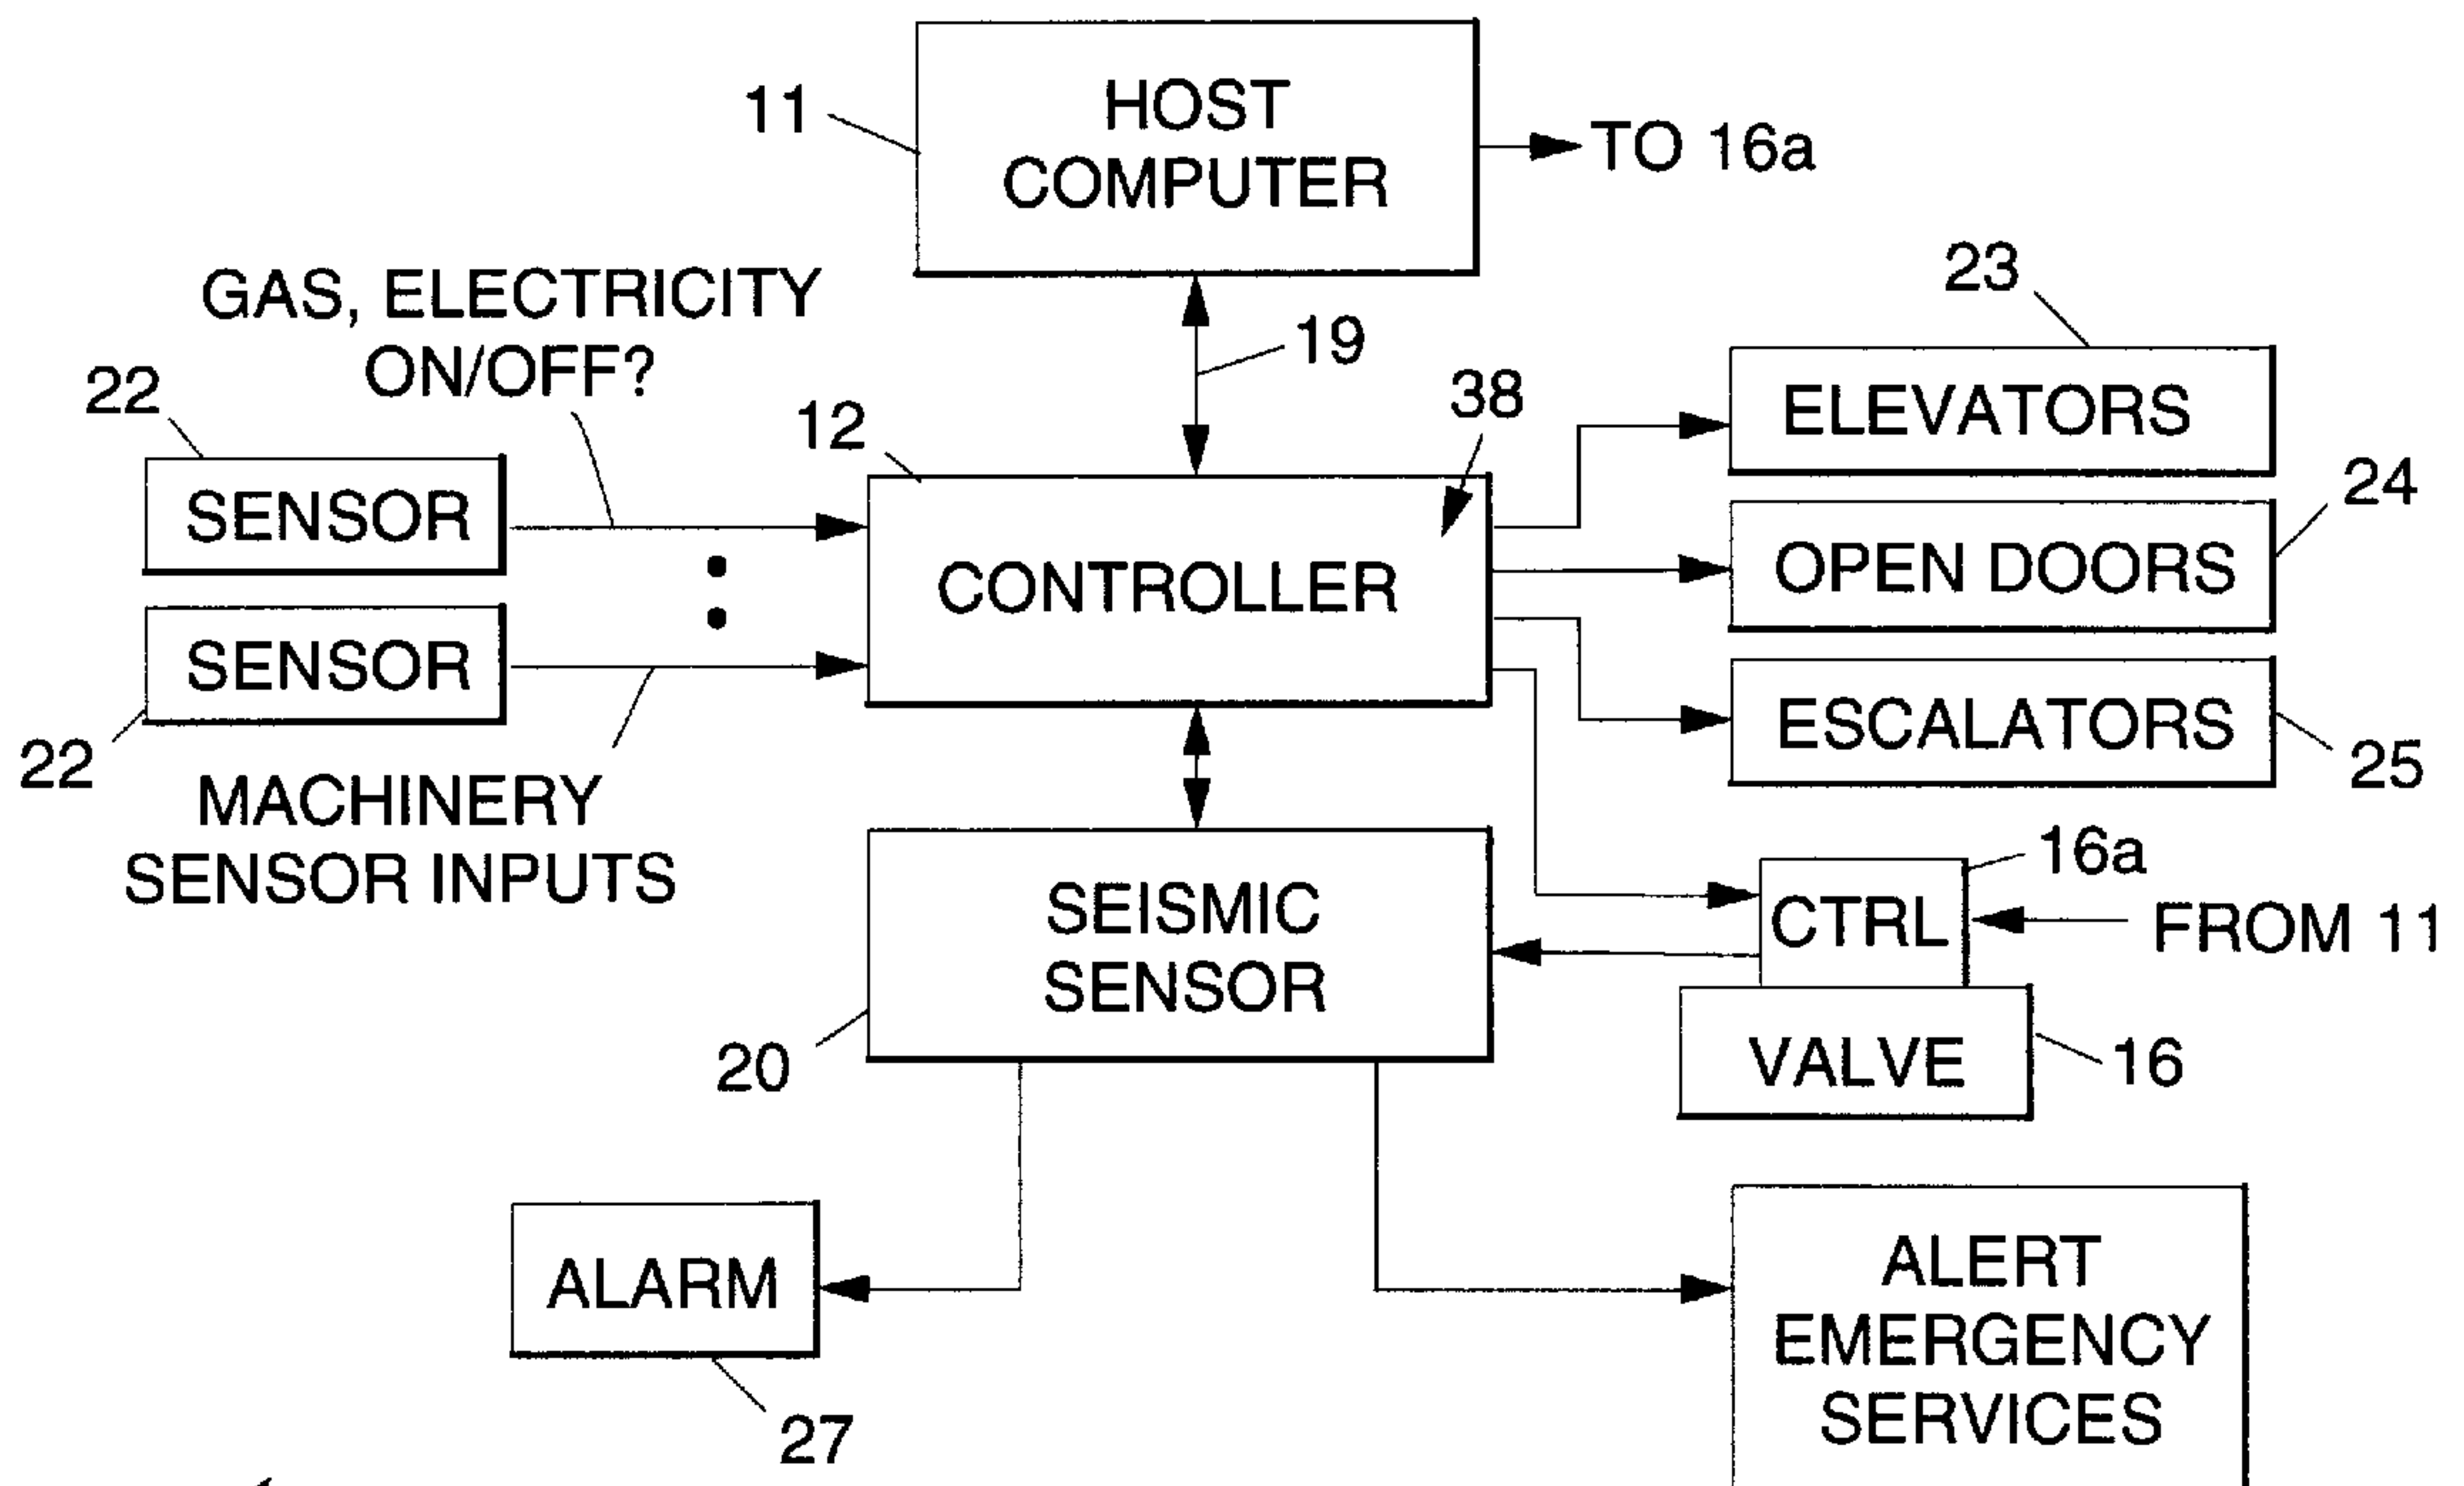 HOST
COMPUTER
11
TO 16a
GAS, ELECTRICITY
ON/OFF?
19
23
ELEVATORS
22
SENSOR
12
38
CONTROLLER
24
OPEN DOORS
SENSOR
22
ESCALATORS
25
MACHINERY
SENSOR INPUTS
SEISMIC
SENSOR
20
16a
CTRL
FROM 11
VALVE
16
ALARM
27
ALERT
EMERGENCY
SERVICES